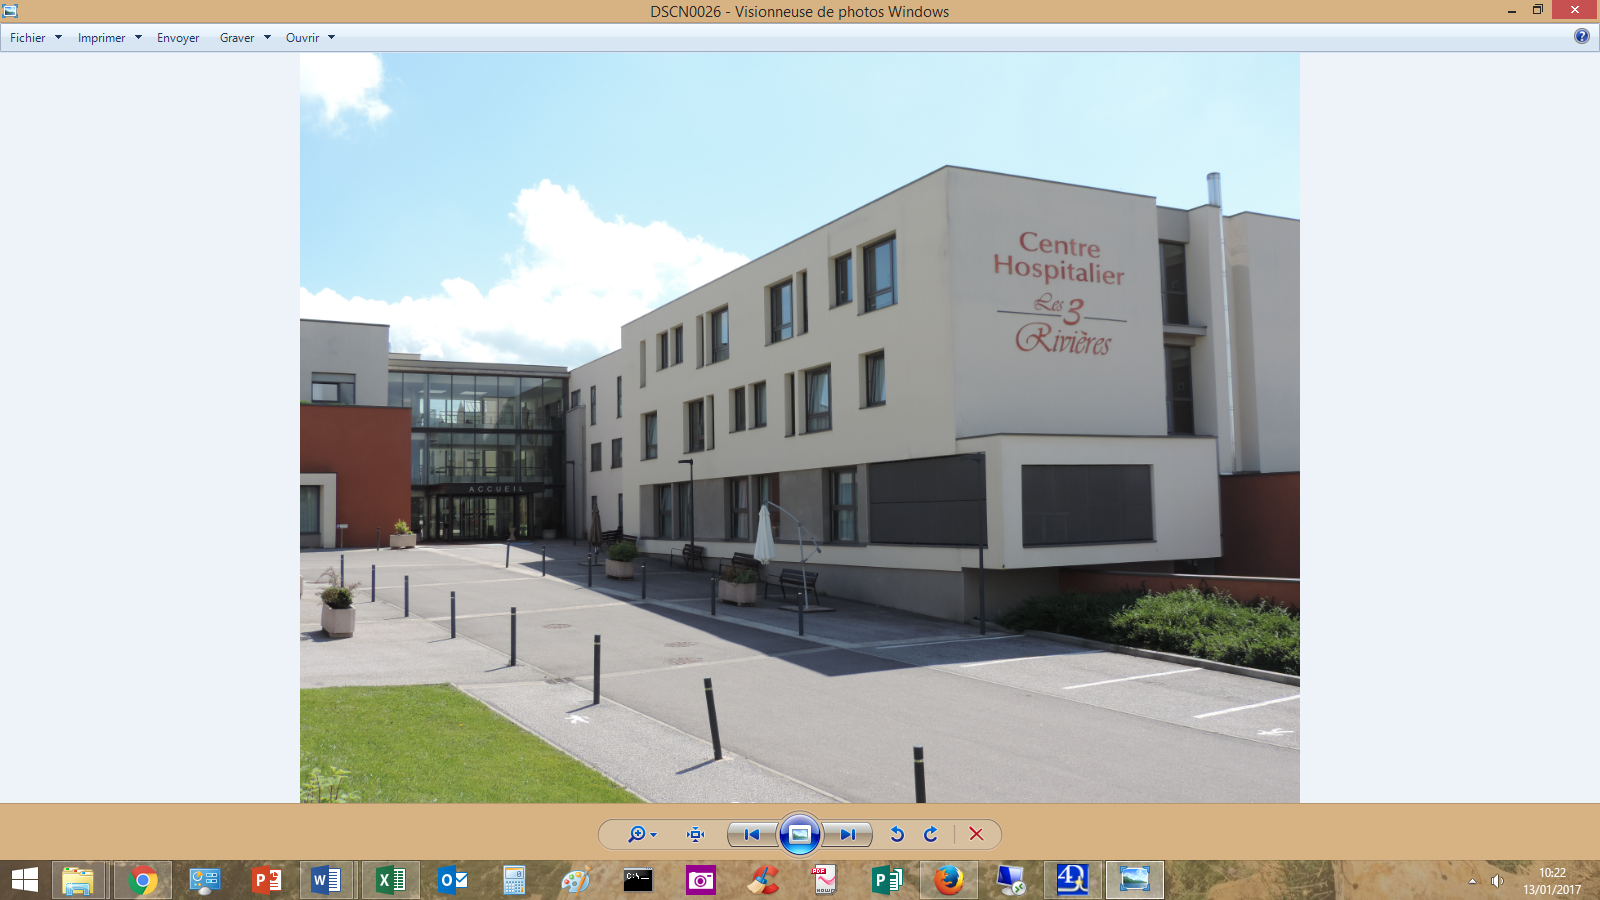 DSCN0026 - Visionneuse de photos Windows
Fichier Imprimer Envoyer Graver Ouvrir
Centre
Hospitalier
Les 3
Rivières
ACCUEIL
10:22
13/01/2017